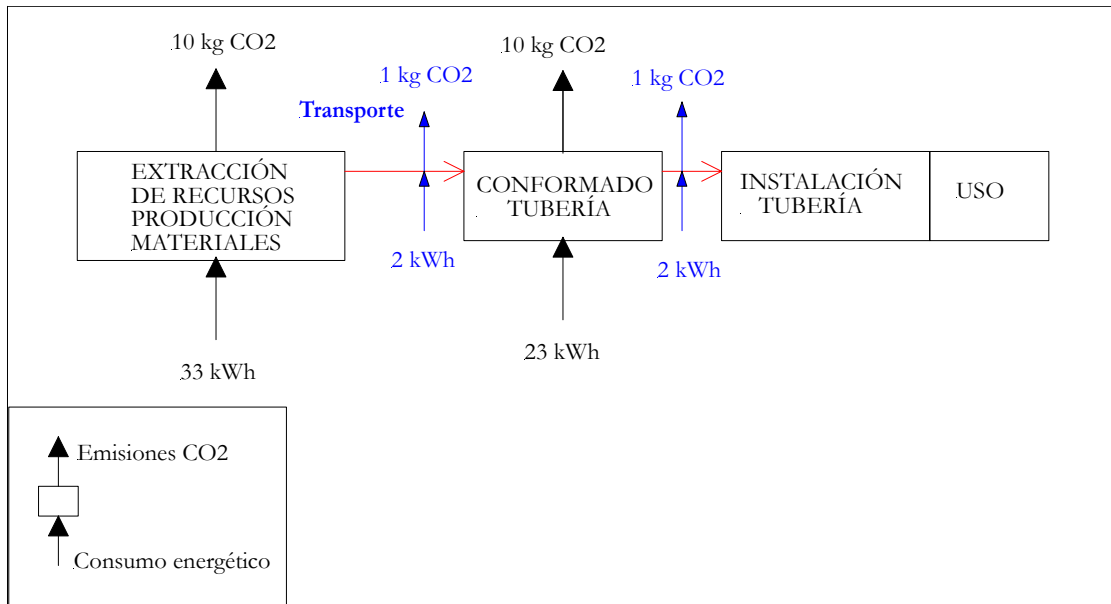 10 kg CO2
10 kg CO2
1 kg CO2
1 kg CO2
Transporte
EXTRACCIÓN
DE RECURSOS
PRODUCCIÓN
MATERIALES
CONFORMADO
TUBERÍA
INSTALACIÓN
TUBERÍA
USO
2 kWh
2 kWh
33 kWh
23 kWh
Emisiones CO2
Consumo energético